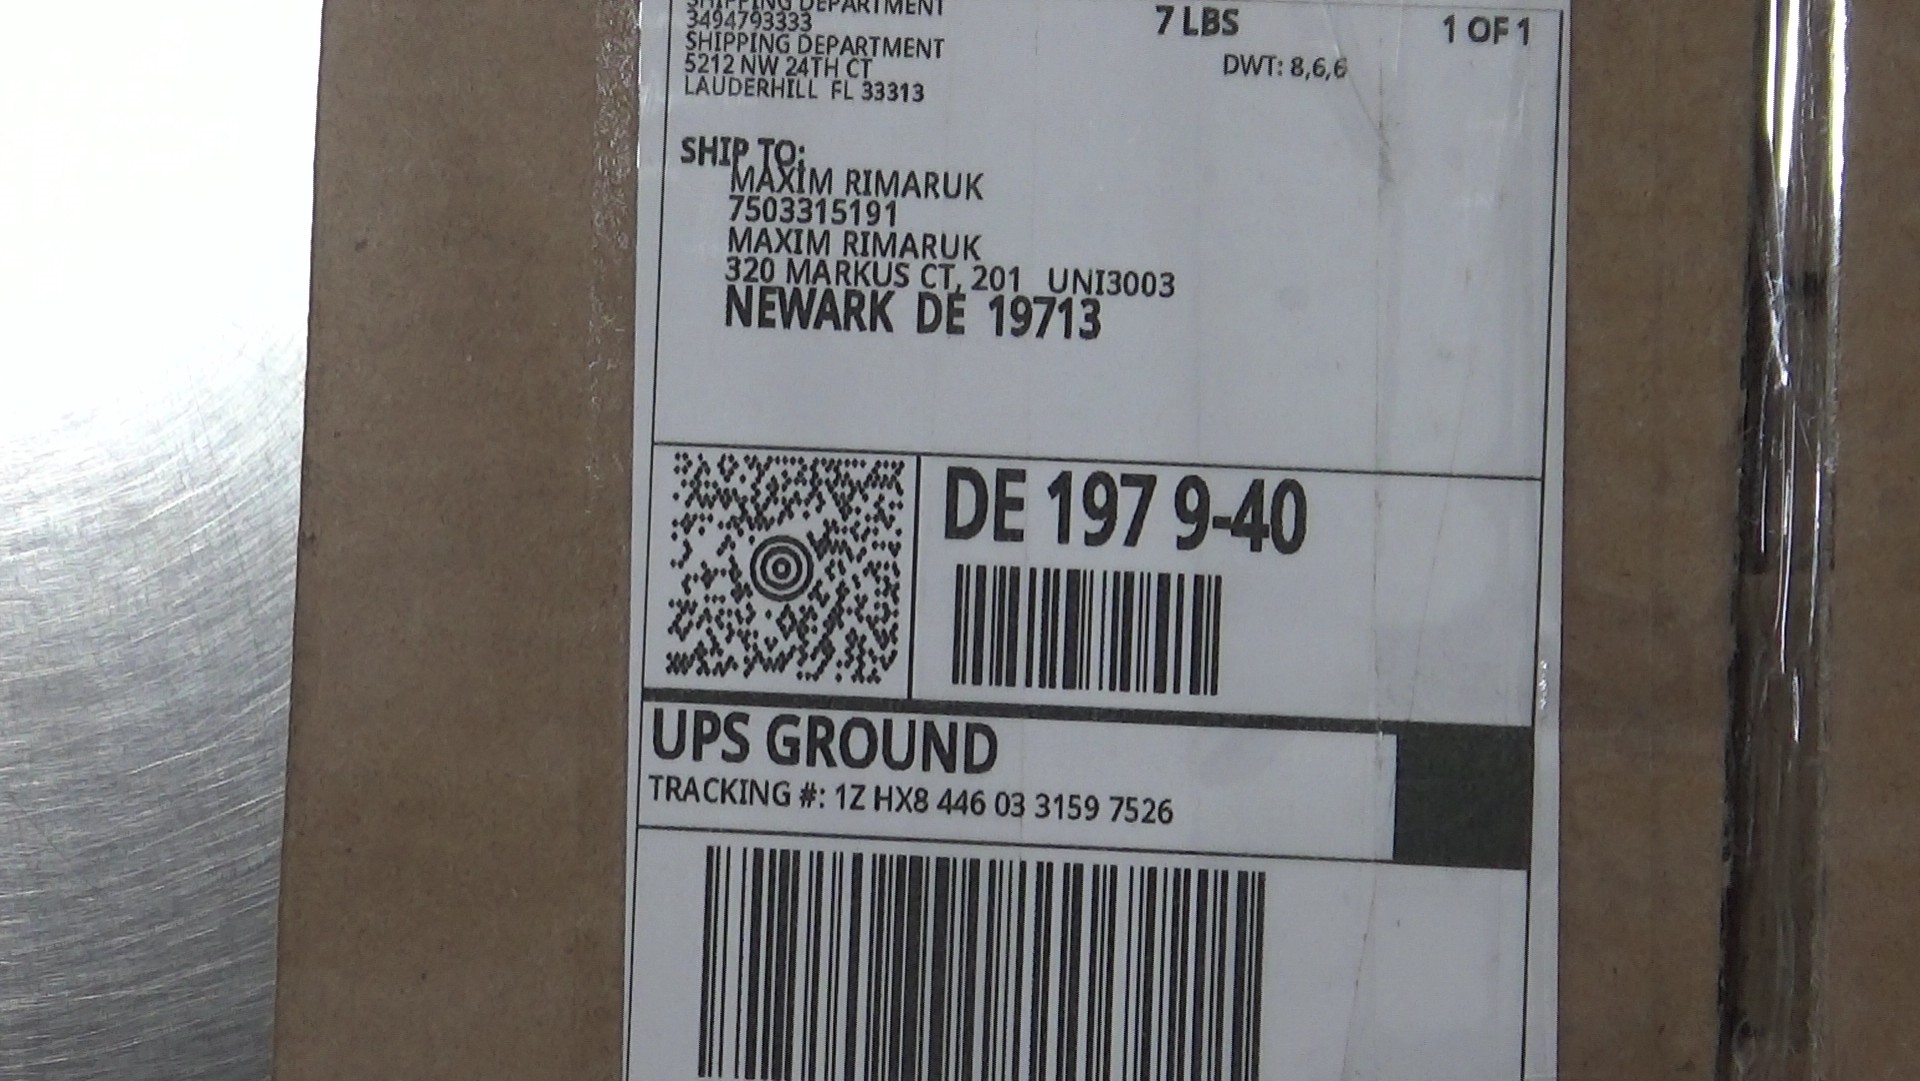 SHIPPING DEPARTMENT
3494793333
SHIPPING DEPARTMENT
5212 NW 24TH CT
LAUDERHILL FL 33313
7 LBS
1 OF 1
DWT: 8,6,6
SHIP TO:
MAXIM RIMARUK
7503315191
MAXIM RIMARUK
320 MARKUS CT, 201 UNI3003
NEWARK DE 19713
DE 197 9-40
UPS GROUND
TRACKING #: 1Z HX8 446 03 3159 7526